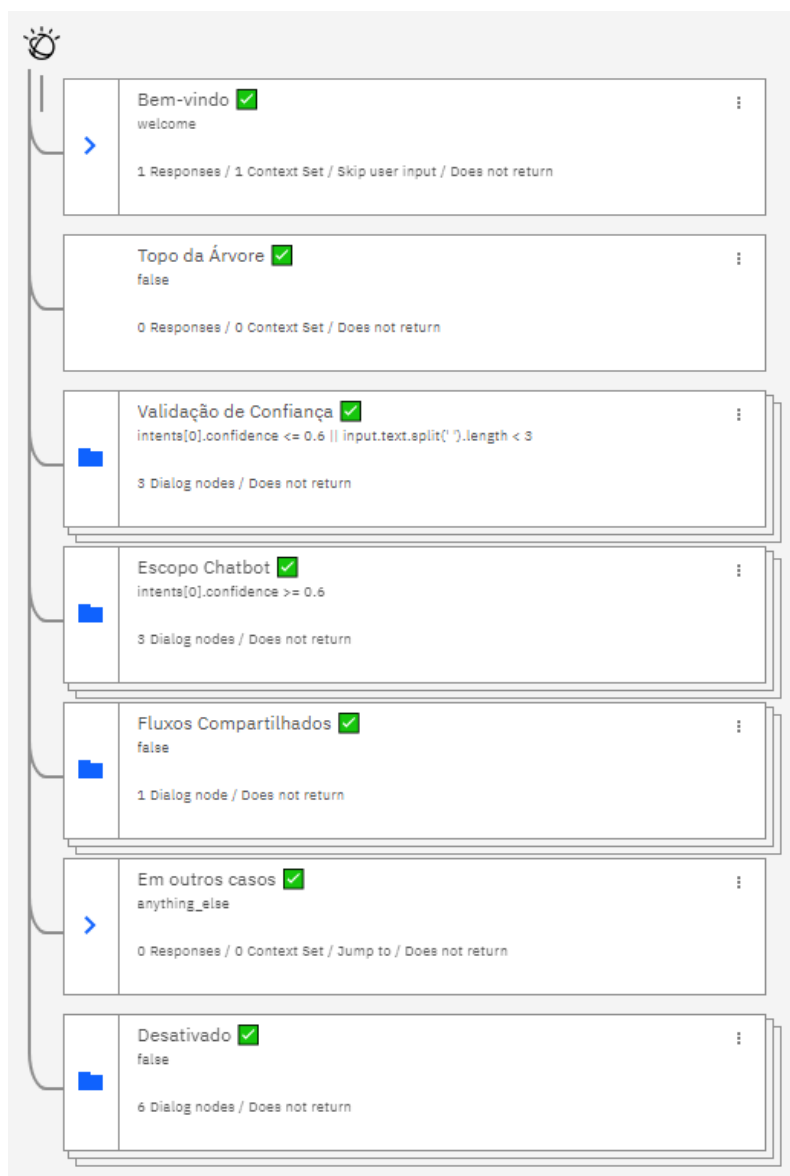 Bem-vindo ✅
welcome
1 Responses / 1 Context Set / Skip user input / Does not return
Topo da Árvore ✅
false
0 Responses / 0 Context Set / Does not return
Validação de Confiança ✅
intents[0].confidence <= 0.6 || input.text.split(' ').length < 3
3 Dialog nodes / Does not return
Escopo Chatbot ✅
intents[0].confidence >= 0.6
3 Dialog nodes / Does not return
Fluxos Compartilhados ✅
false
1 Dialog node / Does not return
Em outros casos ✅
anything_else
0 Responses / 0 Context Set / Jump to / Does not return
Desativado ✅
false
6 Dialog nodes / Does not return